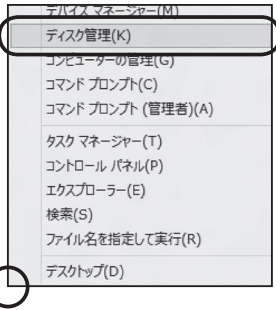 デバイス マネージャー(M)
ディスク管理(K)
コンピューターの管理(G)
コマンド プロンプト(C)
コマンド プロンプト (管理者)(A)
タスク マネージャー(T)
コントロール パネル(P)
エクスプローラー(E)
検索(S)
ファイル名を指定して実行(R)
デスクトップ(D)